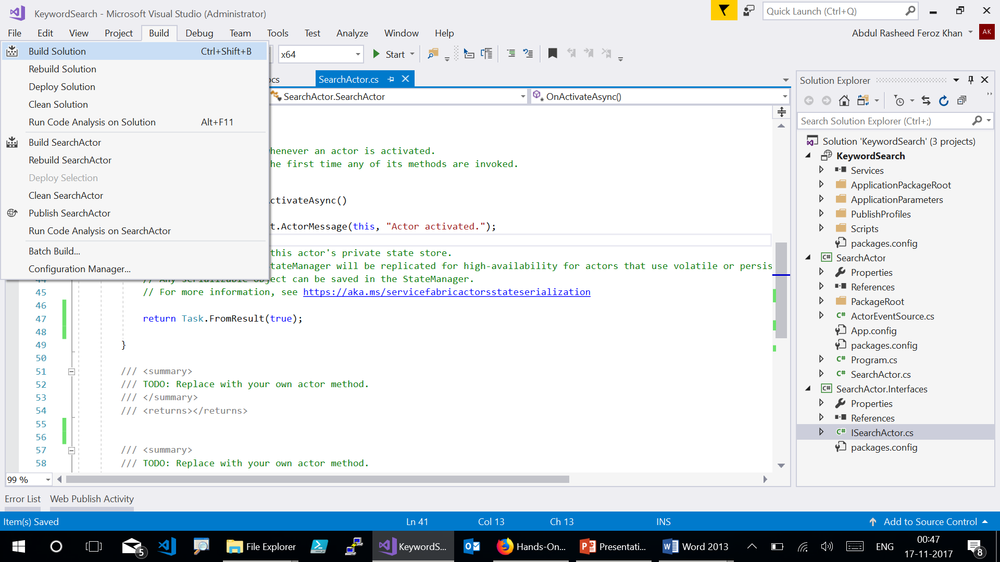 KeywordSearch - Microsoft Visual Studio (Administrator)
Quick Launch (Ctrl+Q)
File Edit View Project Build Debug Team Tools Test Analyze Window Help
Abdul Rasheed Feroz Khan AK
Build Solution Ctrl+Shift+B
Rebuild Solution
Deploy Solution
Clean Solution
Run Code Analysis on Solution Alt+F11
Build SearchActor
Rebuild SearchActor
Deploy Selection
Clean SearchActor
Publish SearchActor
Run Code Analysis on SearchActor
Batch Build...
Configuration Manager...
x64 Start
ocs SearchActor.cs
SearchActor.SearchActor OnActivateAsync()
henever an actor is activated.
he first time any of its methods are invoked.
ctivateAsync()
t.ActorMessage(this, "Actor activated.");
this actor's private state store.
tateManager will be replicated for high-availability for actors that use volatile or persis
44 // Any serializable object can be saved in the StateManager.
45 // For more information, see https://aka.ms/servicefabricactorsstateserialization
46
47 return Task.FromResult(true);
48
49 }
50
51 /// <summary>
52 /// TODO: Replace with your own actor method.
53 /// </summary>
54 /// <returns></returns>
55
56
57 /// <summary>
58 /// TODO: Replace with your own actor method.
99 %
Solution Explorer
Search Solution Explorer (Ctrl+;)
Solution 'KeywordSearch' (3 projects)
KeywordSearch
Services
ApplicationPackageRoot
ApplicationParameters
PublishProfiles
Scripts
packages.config
C# SearchActor
Properties
References
PackageRoot
C# ActorEventSource.cs
App.config
packages.config
C# Program.cs
C# SearchActor.cs
C# SearchActor.Interfaces
Properties
References
C# ISearchActor.cs
packages.config
Error List Web Publish Activity
Item(s) Saved Ln 41 Col 13 Ch 13 INS Add to Source Control
5 File Explorer KeywordS... Hands-On... Presentati... Word 2013 ENG 00:47
17-11-2017 8